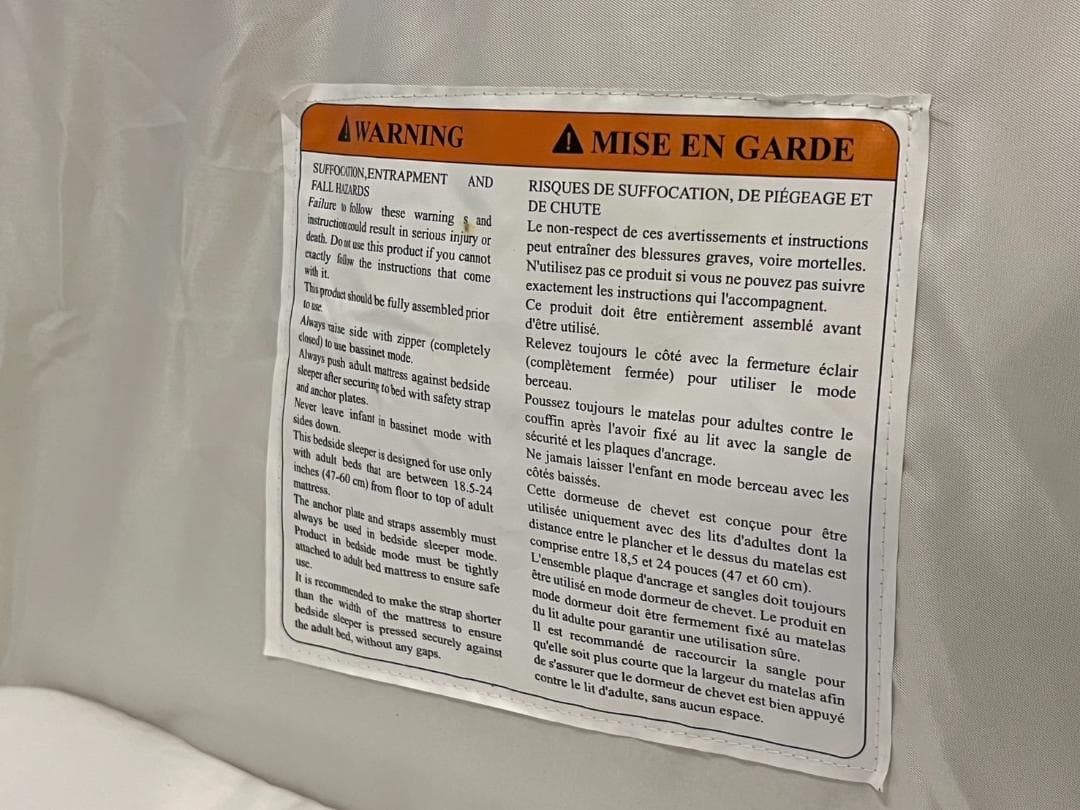 WARNING
SUFFOCATION,ENTRAPMENT AND
FALL HAZARDS
Failure to follow these warning s and
instruction could result in serious injury or
death. Do not use this product if you cannot
exactly follow the instructions that come
with it.
This product should be fully assembled prior
to use.
Always raise side with zipper (completely
closed) to use bassinet mode.
Always push adult mattress against bedside
sleeper after securing to bed with safety strap
and anchor plates.
Never leave infant in bassinet mode with
sides down.
This bedside sleeper is designed for use only
with adult beds that are between 18.5-24
inches (47-60 cm) from floor to top of adult
mattress.
The anchor plate and straps assembly must
always be used in bedside sleeper mode.
Product in bedside mode must be tightly
attached to adult bed mattress to ensure safe
use.
It is recommended to make the strap shorter
than the width of the mattress to ensure
bedside sleeper is pressed securely against
the adult bed, without any gaps.
MISE EN GARDE
RISQUES DE SUFFOCATION, DE PIÉGEAGE ET
DE CHUTE
Le non-respect de ces avertissements et instructions
peut entraîner des blessures graves, voire mortelles.
N'utilisez pas ce produit si vous ne pouvez pas suivre
exactement les instructions qui l'accompagnent.
Ce produit doit être entièrement assemblé avant
d'être utilisé.
Relevez toujours le côté avec la fermeture éclair
(complètement fermée) pour utiliser le mode
berceau.
Poussez toujours le matelas pour adultes contre le
couffin après l'avoir fixé au lit avec la sangle de
sécurité et les plaques d'ancrage.
Ne jamais laisser l'enfant en mode berceau avec les
côtés baissés.
Cette dormeuse de chevet est conçue pour être
utilisée uniquement avec des lits d'adultes dont la
distance entre le plancher et le dessus du matelas est
comprise entre 18,5 et 24 pouces (47 et 60 cm).
L'ensemble plaque d'ancrage et sangles doit toujours
être utilisé en mode dormeur de chevet. Le produit en
mode dormeur doit être fermement fixé au matelas
du lit adulte pour garantir une utilisation sûre.
Il est recommandé de raccourcir la sangle pour
qu'elle soit plus courte que la largeur du matelas afin
de s'assurer que le dormeur de chevet est bien appuyé
contre le lit d'adulte, sans aucun espace.